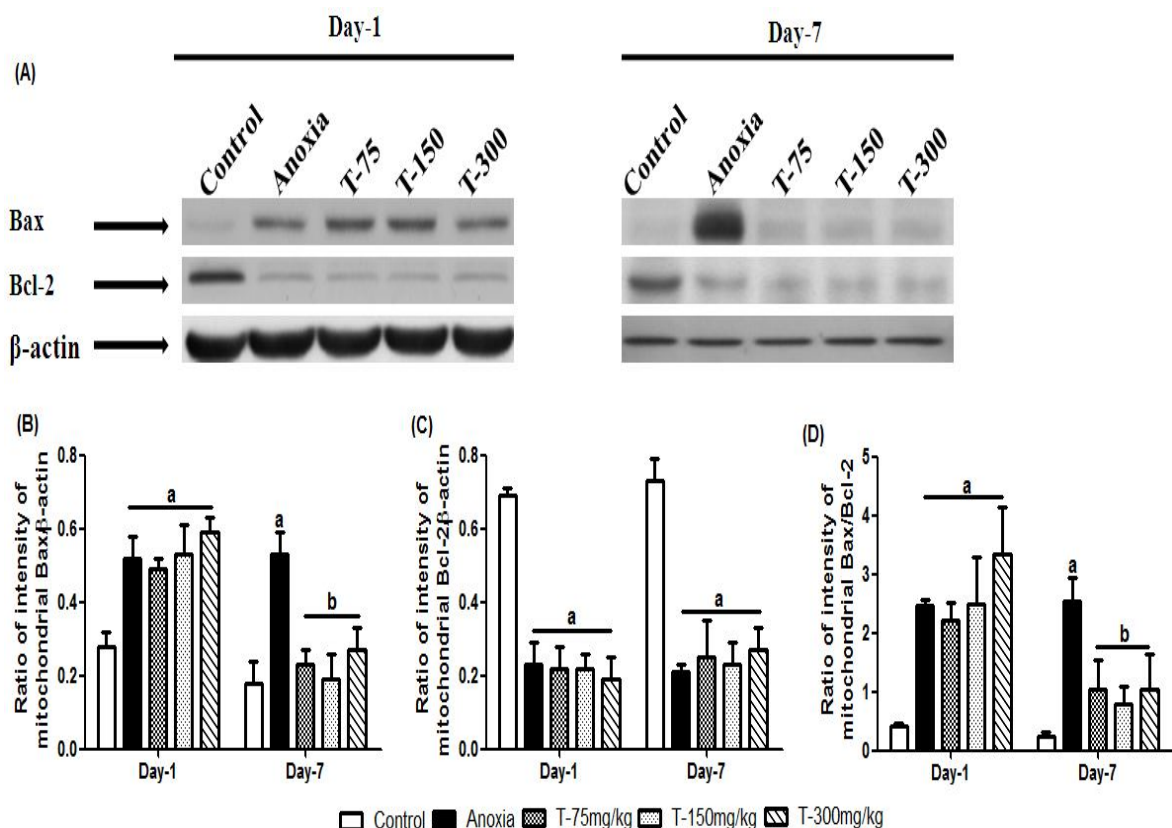 Day-1
Day-7
(A)
Control
Anoxia
T-75
T-150
T-300
Control
Anoxia
T-75
T-150
T-300
Bax
Bcl-2
β-actin
(B)
Ratio of intensity of
mitochondrial Bax/β-actin
0.8
0.6
0.4
0.2
0.0
a
a
b
Day-1
Day-7
(C)
Ratio of intensity of
mitochondrial Bcl-2/β-actin
0.8
0.6
0.4
0.2
0.0
a
a
Day-1
Day-7
(D)
Ratio of intensity of
mitochondrial Bax/Bcl-2
5
4
3
2
1
0
a
a
b
Day-1
Day-7
Control Anoxia T-75mg/kg T-150mg/kg T-300mg/kg